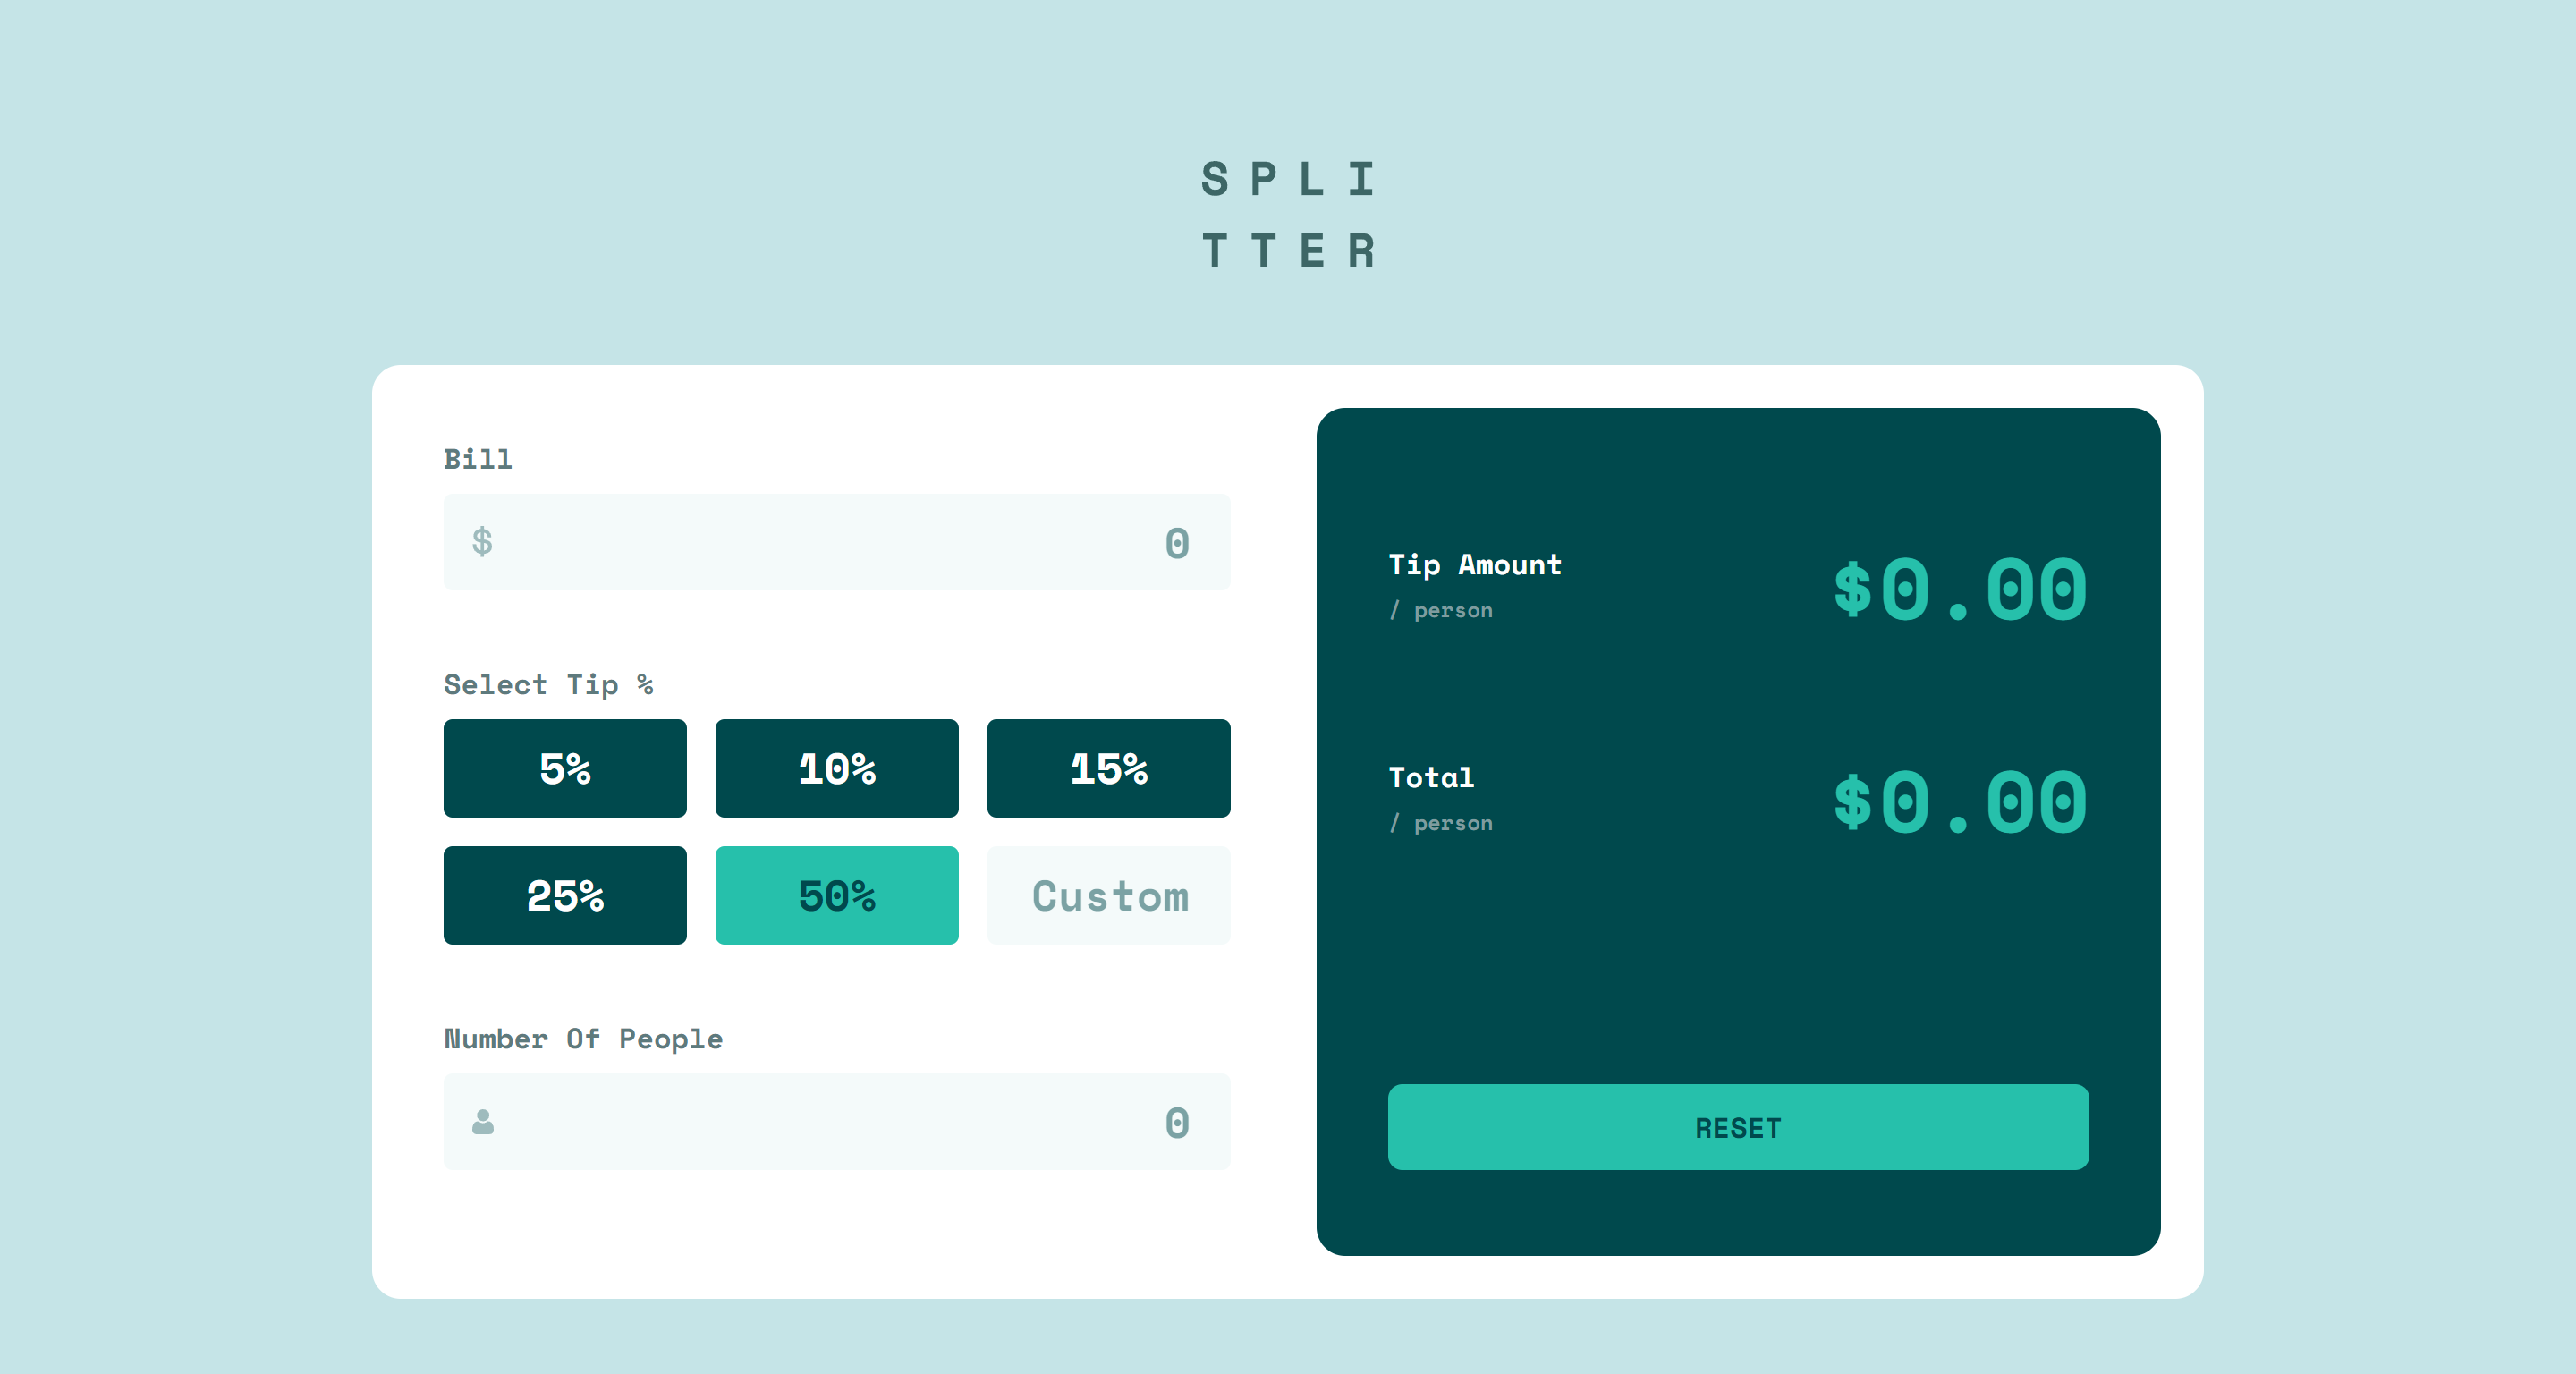 SPLI
TTER
Bill
$ 0
Select Tip %
5% 10% 15%
25% 50% Custom
Number Of People
0
Tip Amount
/ person
$0.00
Total
/ person
$0.00
RESET